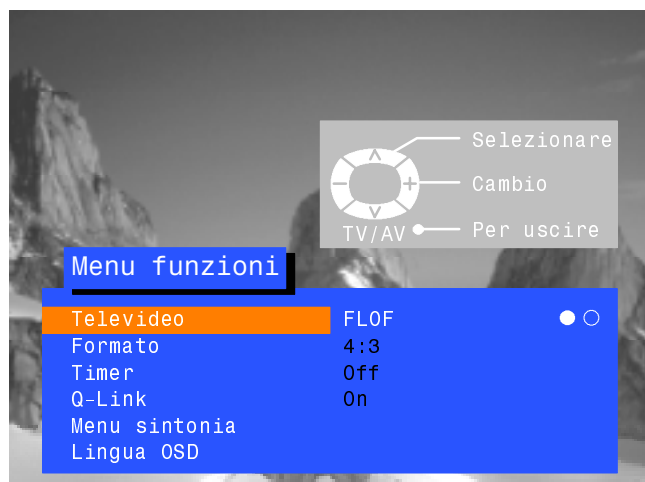 Selezionare
Cambio
TV/AV Per uscire
Menu funzioni
Televideo FLOF
Formato 4:3
Timer Off
Q-Link On
Menu sintonia
Lingua OSD